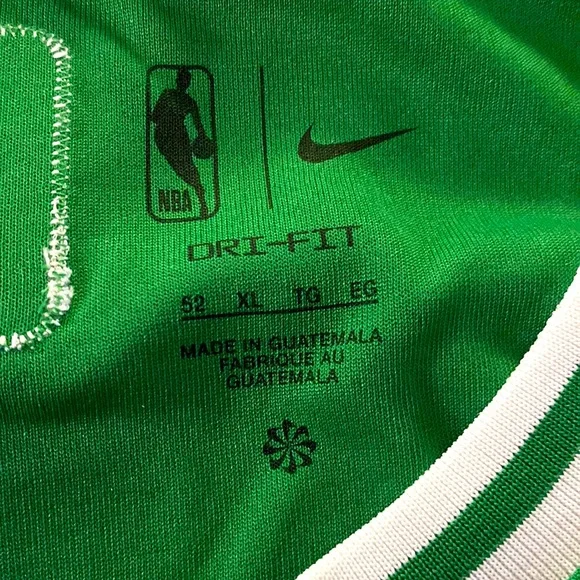 NBA
DRI-FIT
52 XL TG EG
MADE IN GUATEMALA
FABRIQUE AU
GUATEMALA